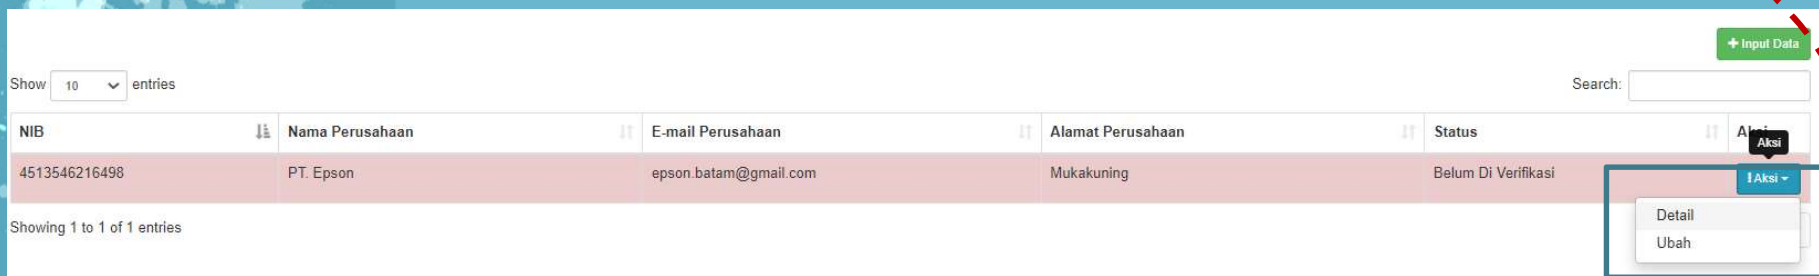 + Input Data
Show 10 entries
Search:
NIB Nama Perusahaan E-mail Perusahaan Alamat Perusahaan Status
Aksi
4513546216498 PT. Epson epson.batam@gmail.com Mukakuning Belum Di Verifikasi Aksi
Showing 1 to 1 of 1 entries
Detail
Ubah